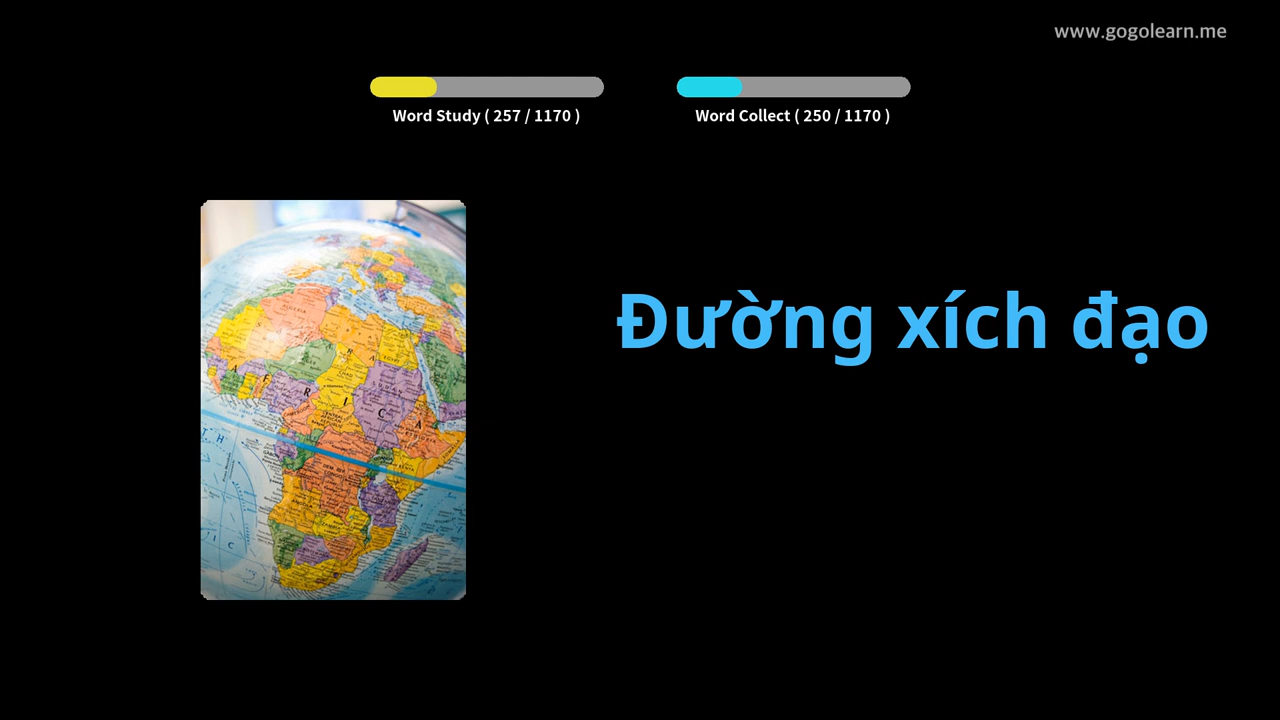 www.gogolearn.me
Word Study ( 257 / 1170 )
Word Collect ( 250 / 1170 )
Đường xích đạo
A F R I C A